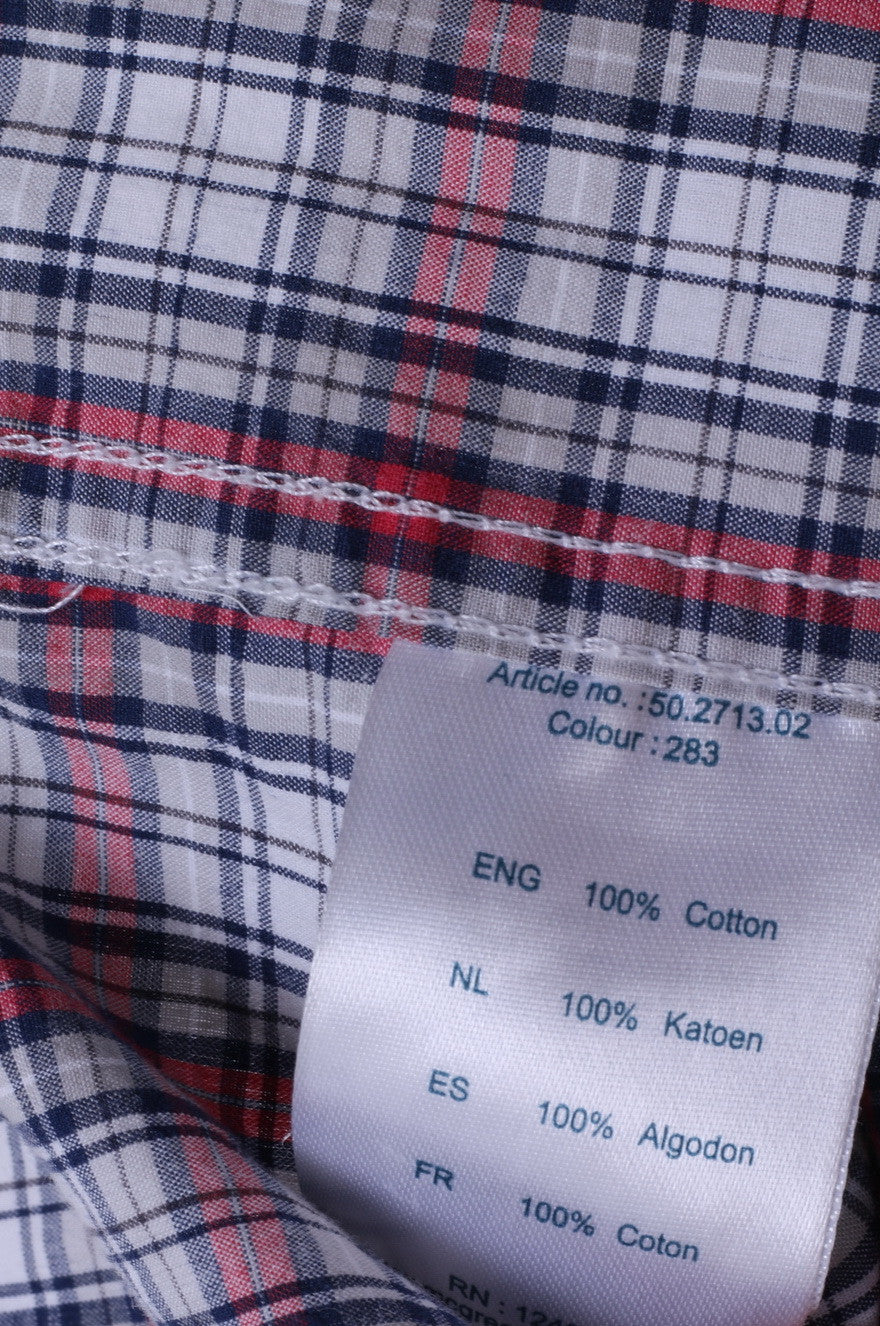 Article no. : 50.2713.02
Colour : 283
ENG 100% Cotton
NL 100% Katoen
ES 100% Algodon
FR 100% Coton
RN :